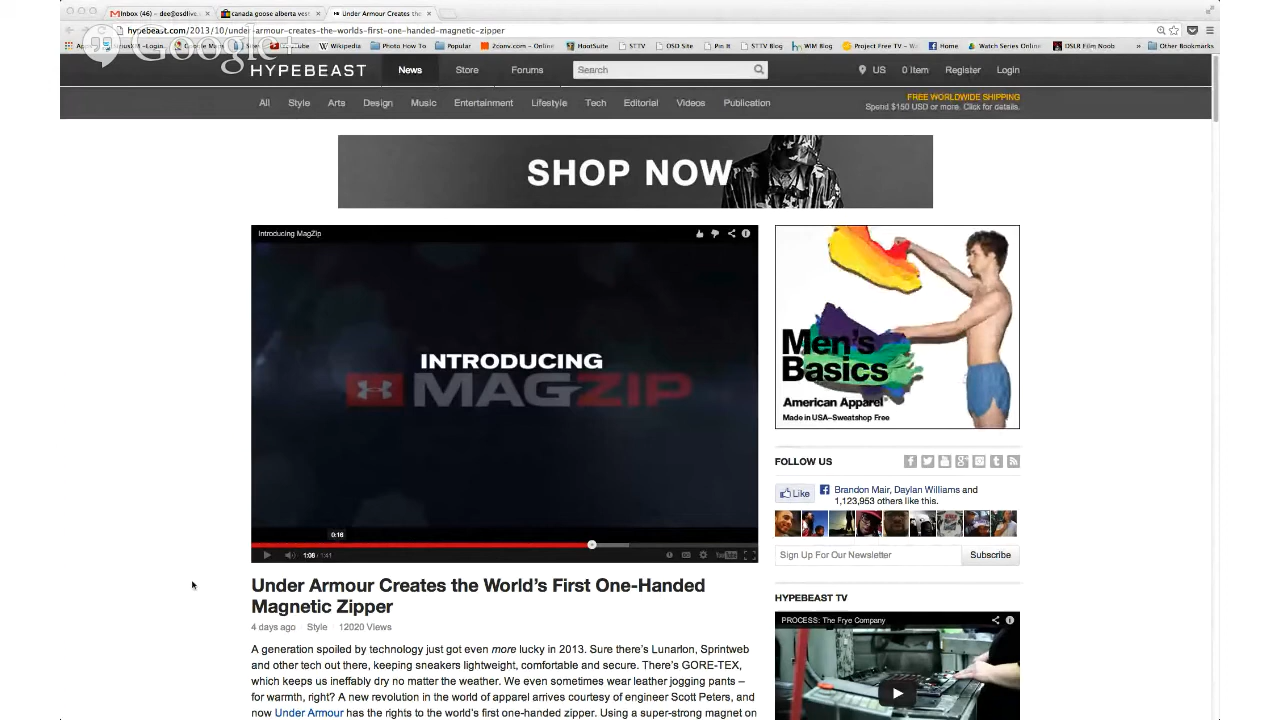 Inbox (46) – dee@osdlive.c
canada goose alberta vest
Under Armour Creates the
hypebeast.com/2013/10/under-armour-creates-the-worlds-first-one-handed-magnetic-zipper
Google+
Wikipedia
Photo How To
Popular
Zoom.com – Online
HootSuite
STTV
OSD Site
Pin It
STTV Blog
WIM Blog
Project Free TV – W
Home
Watch Series Online
DSLR Film Noob
Other Bookmarks
HYPEBEAST
News
Store
Forums
Search
US
0 Item
Register
Login
All
Style
Arts
Design
Music
Entertainment
Lifestyle
Tech
Editorial
Videos
Publication
FREE WORLDWIDE SHIPPING
Spend $150 USD or more. Click for details.
SHOP NOW
Introducing MagZip
INTRODUCING
MAGZIP
0:16
1:06 / 1:41
YouTube
Men's
Basics
American Apparel
Made in USA–Sweatshop Free
FOLLOW US
Like
Brandon Mair, Daylan Williams and
1,123,953 others like this.
Sign Up For Our Newsletter
Subscribe
HYPEBEAST TV
PROCESS: The Frye Company
Under Armour Creates the World's First One-Handed
Magnetic Zipper
4 days ago
Style
12020 Views
A generation spoiled by technology just got even more lucky in 2013. Sure there's Lunarlon, Sprintweb
and other tech out there, keeping sneakers lightweight, comfortable and secure. There's GORE-TEX,
which keeps us ineffably dry no matter the weather. We even sometimes wear leather jogging pants –
for warmth, right? A new revolution in the world of apparel arrives courtesy of engineer Scott Peters, and
now Under Armour has the rights to the world's first one-handed zipper. Using a super-strong magnet on